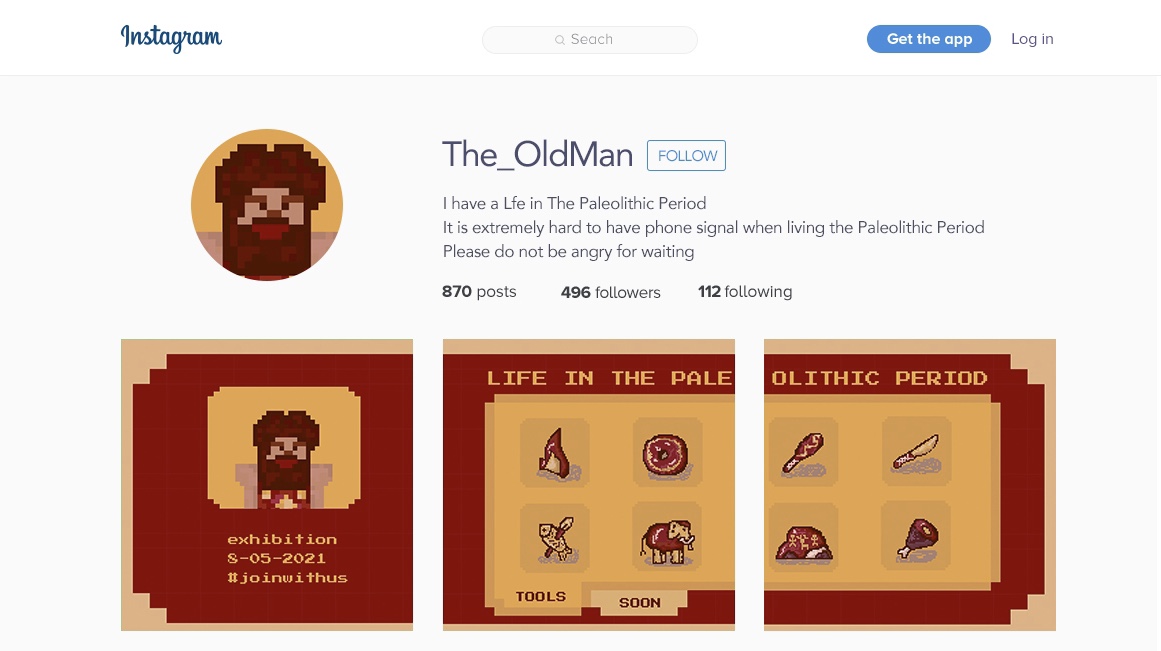 Instagram
Seach
Get the app
Log in
The_OldMan
FOLLOW
I have a Lfe in The Paleolithic Period
It is extremely hard to have phone signal when living the Paleolithic Period
Please do not be angry for waiting
870 posts
496 followers
112 following
LIFE IN THE PALE
OLITHIC PERIOD
exhibition
8-05-2021
#joinwithus
TOOLS
SOON